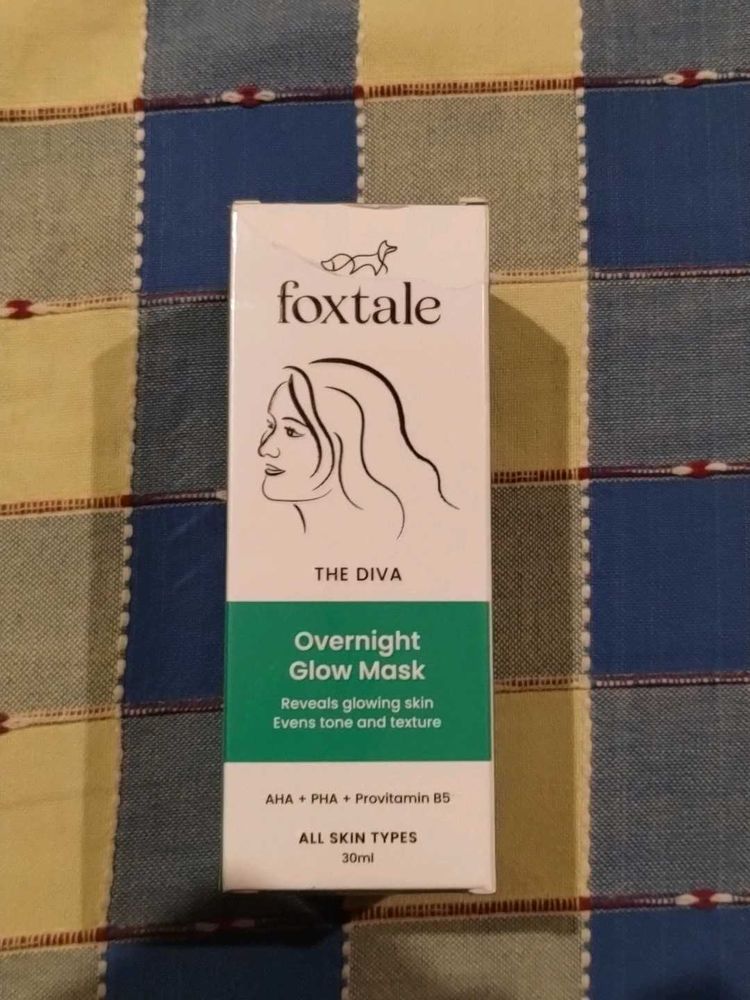 foxtale
THE DIVA
Overnight
Glow Mask
Reveals glowing skin
Evens tone and texture
AHA + PHA + Provitamin B5
ALL SKIN TYPES
30ml